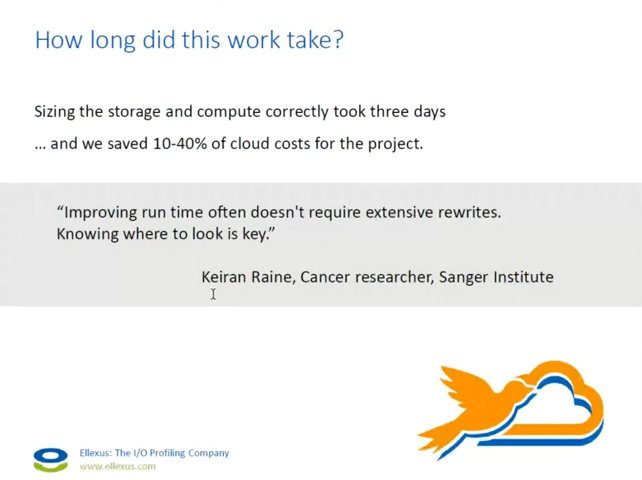 How long did this work take?
Sizing the storage and compute correctly took three days
… and we saved 10-40% of cloud costs for the project.
“Improving run time often doesn't require extensive rewrites.
Knowing where to look is key.”
Keiran Raine, Cancer researcher, Sanger Institute
Ellexus: The I/O Profiling Company
www.ellexus.com